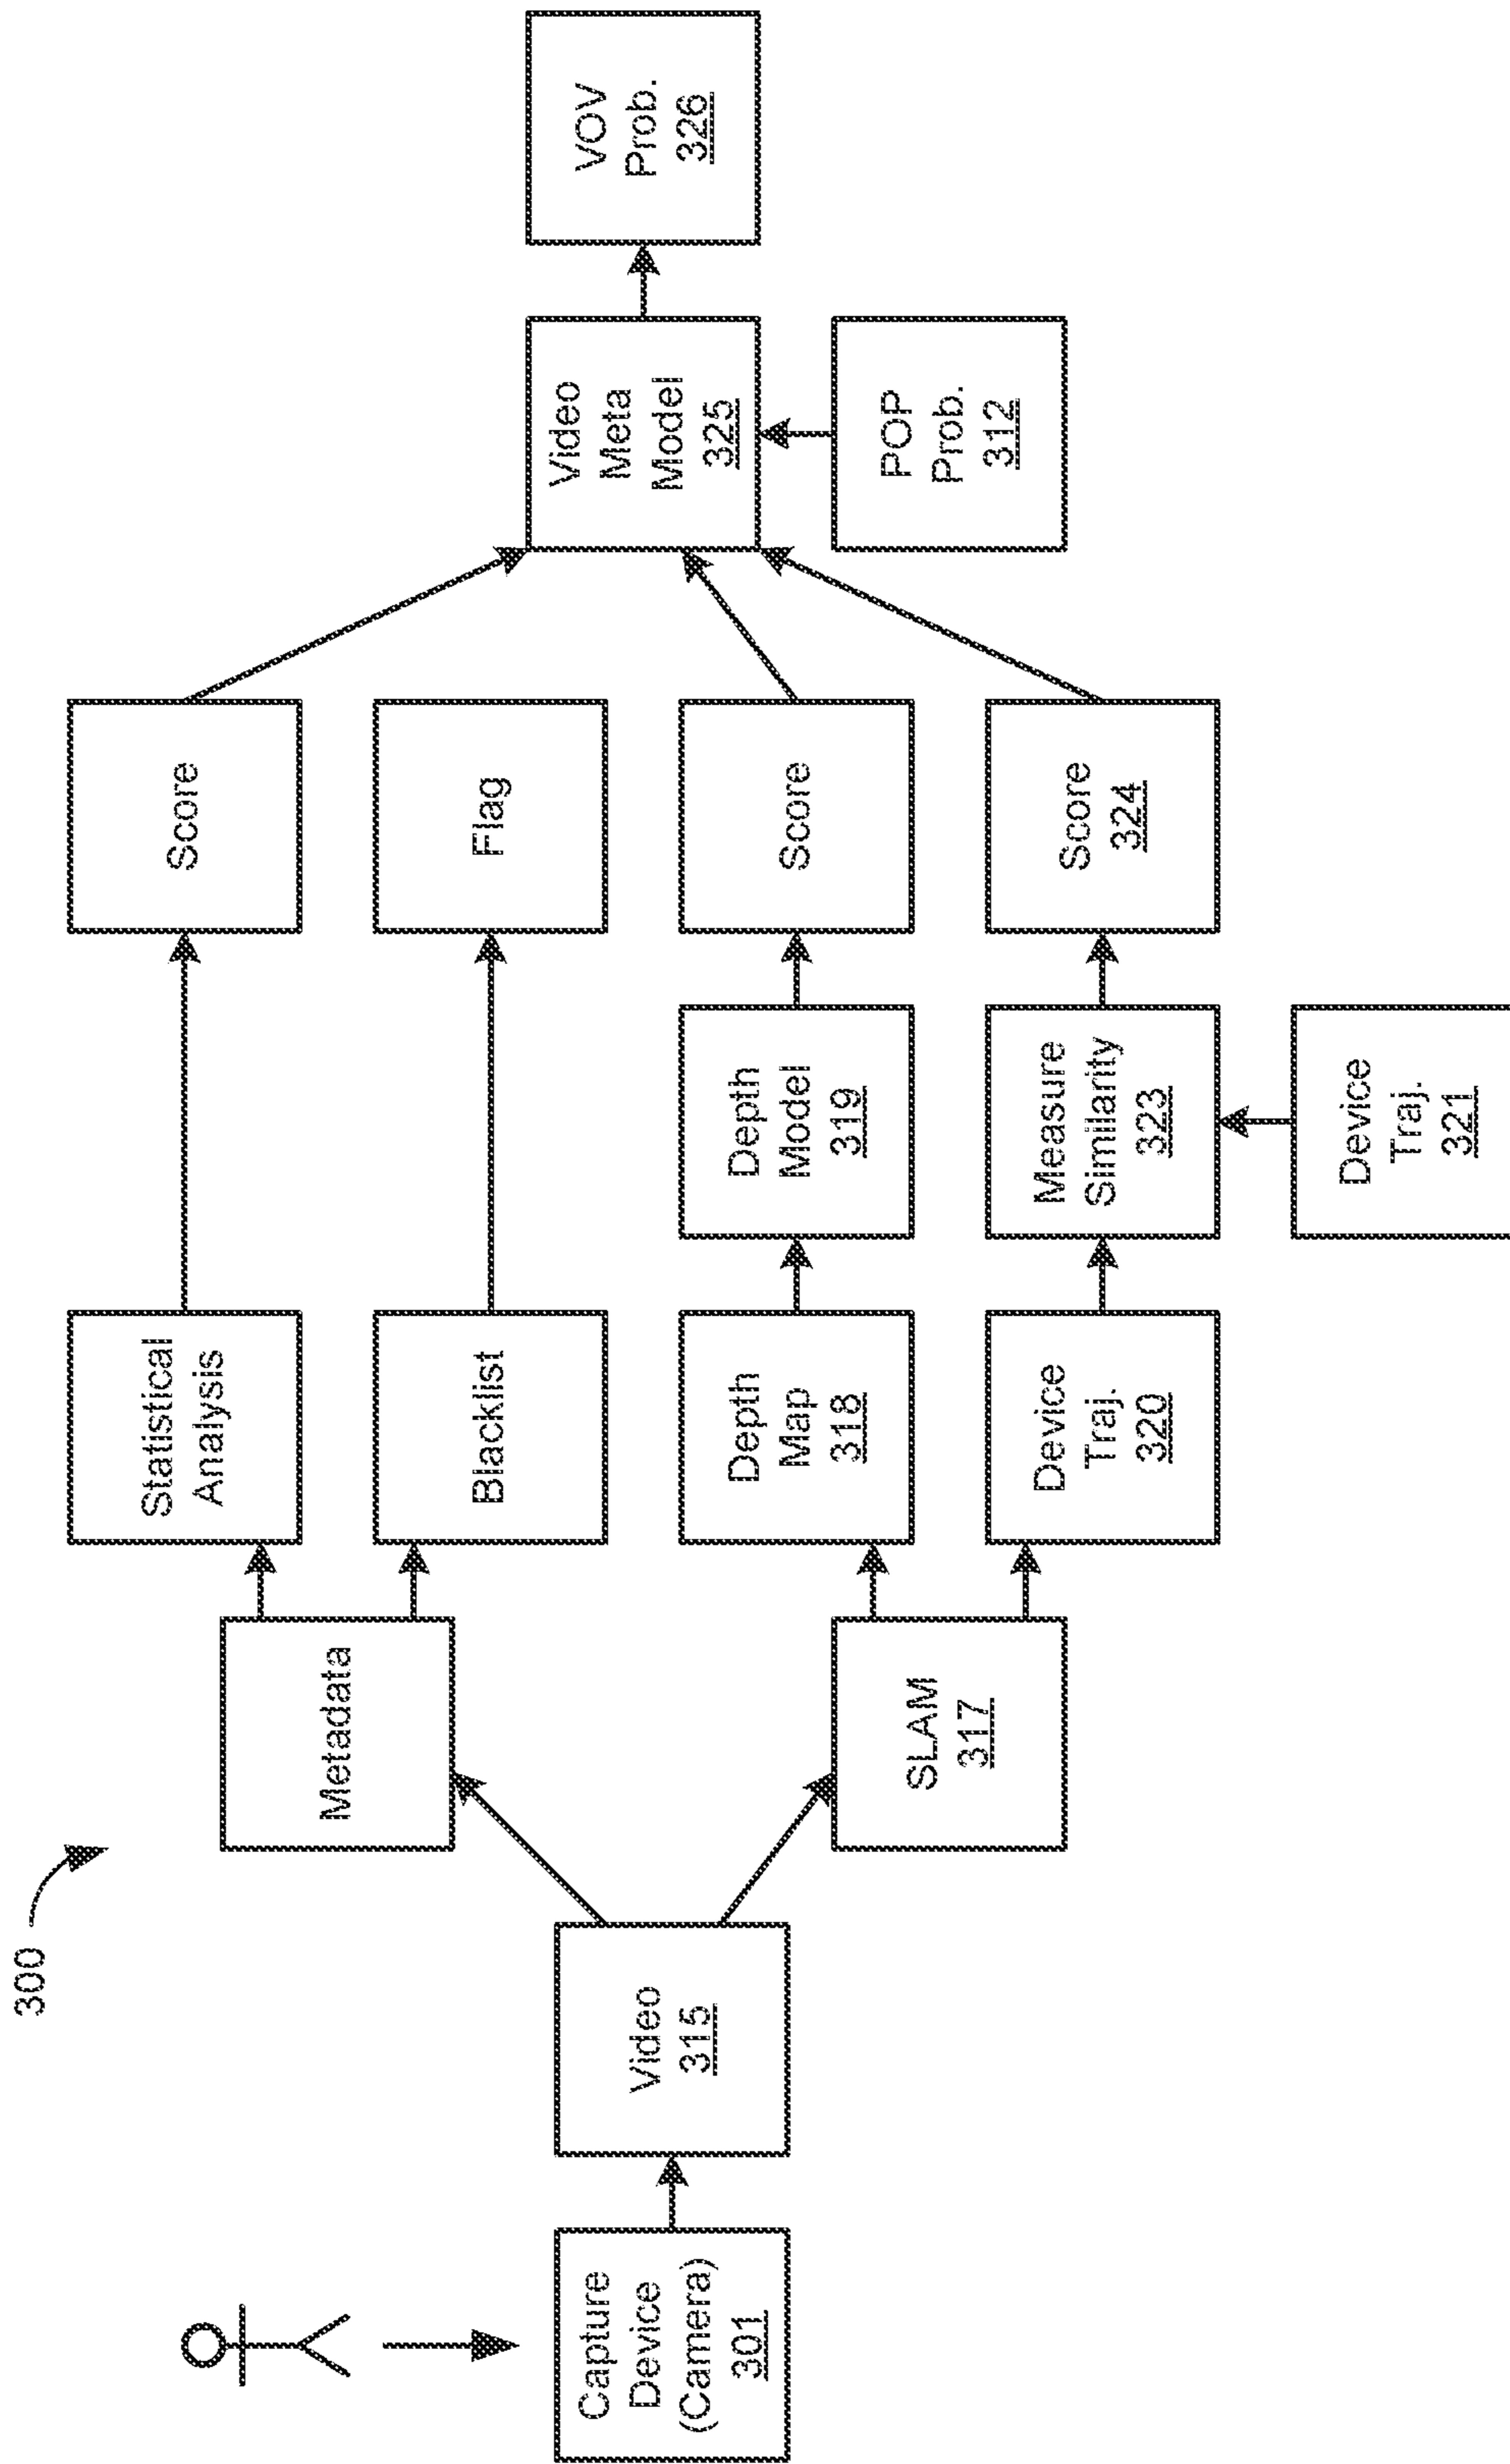 300
Capture
Device
(Camera)
301
Video
315
Metadata
SLAM
317
Statistical
Analysis
Blacklist
Depth
Map
318
Device
Traj.
320
Depth
Model
319
Measure
Similarity
323
Device
Traj.
321
Score
Flag
Score
Score
324
Video
Meta
Model
325
POP
Prob.
312
VOV
Prob.
326